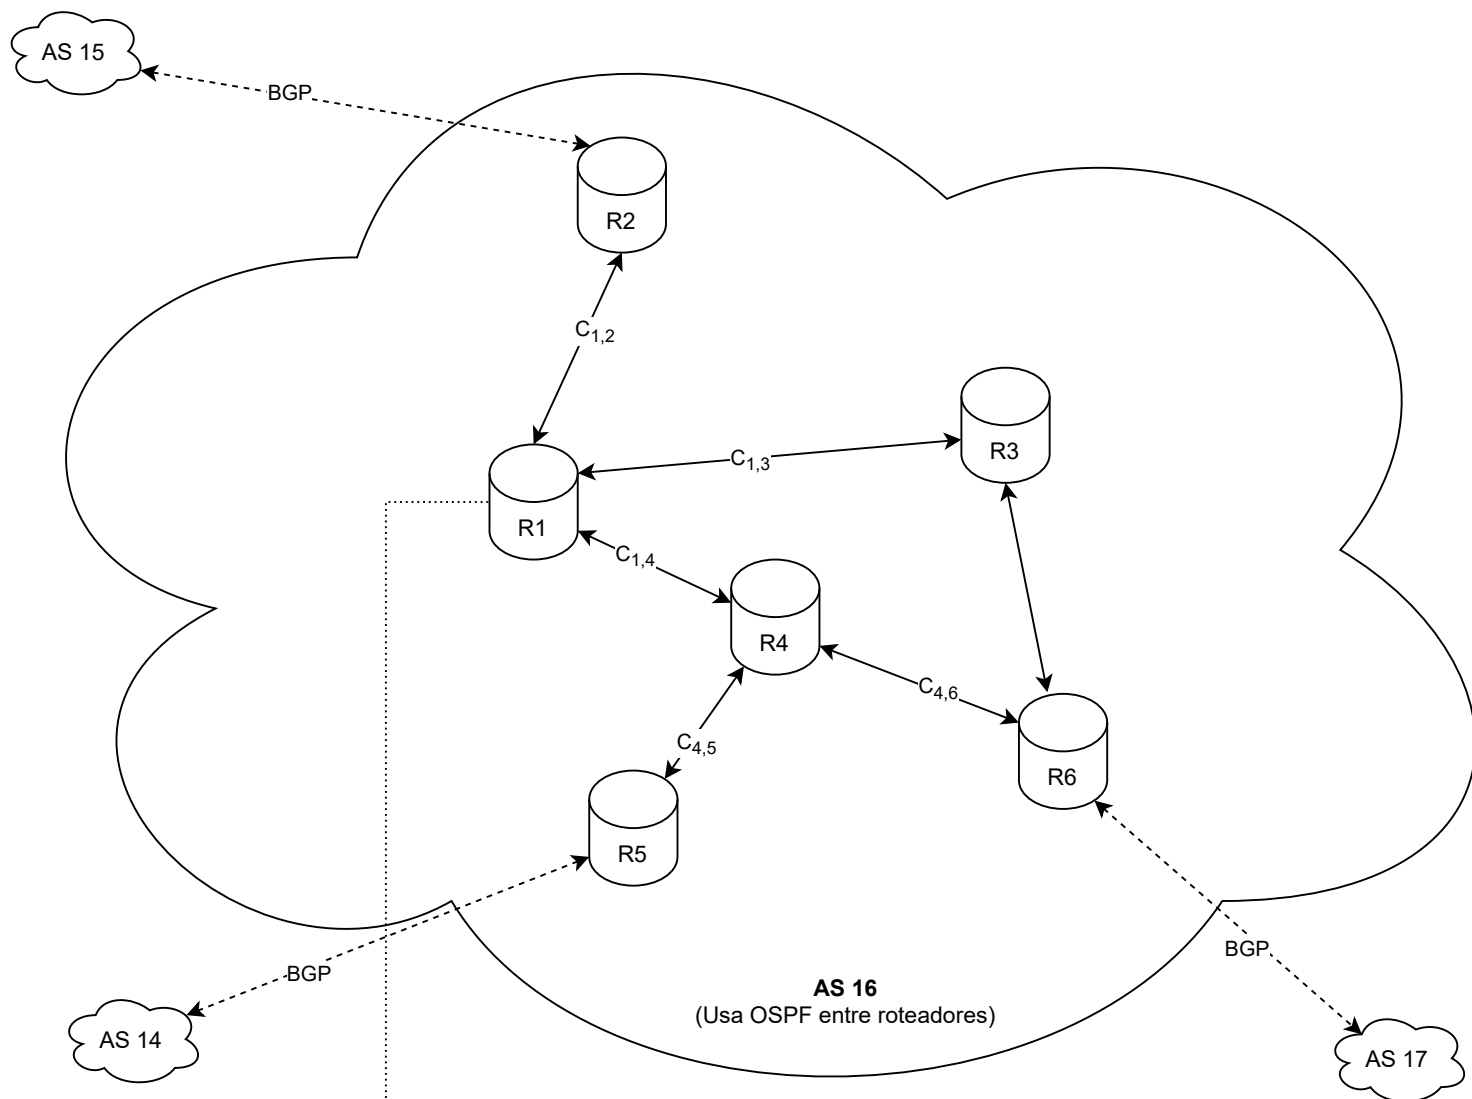 AS 15
BGP
R2
C1,2
R3
C1,3
R1
C1,4
R4
C4,6
C4,5
R6
R5
BGP
BGP
AS 16
(Usa OSPF entre roteadores)
AS 14
AS 17